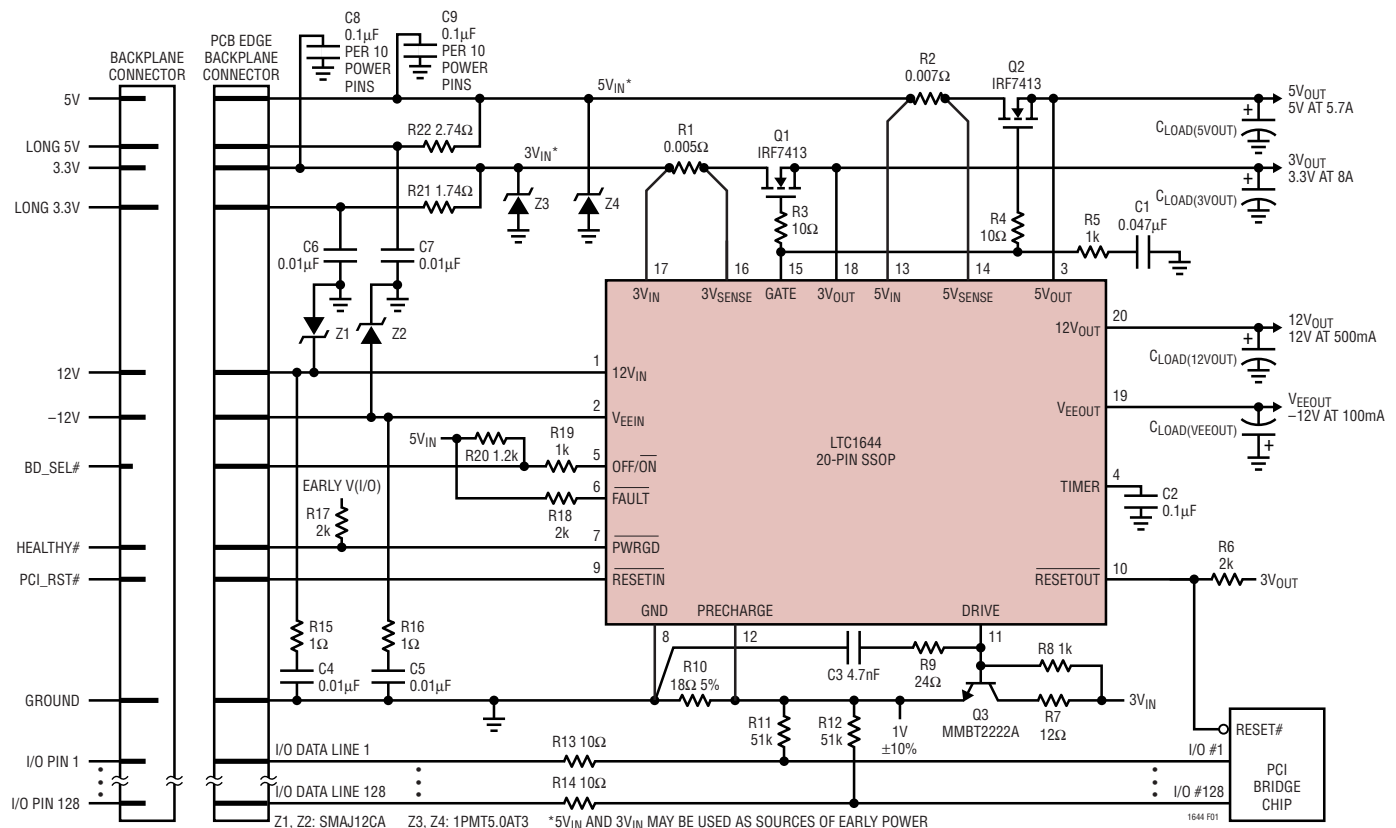 C8
0.1µF
PER 10
POWER
PINS
C9
0.1µF
PER 10
POWER
PINS
BACKPLANE
CONNECTOR
PCB EDGE
BACKPLANE
CONNECTOR
5V
LONG 5V
3.3V
LONG 3.3V
12V
–12V
BD_SEL#
HEALTHY#
PCI_RST#
GROUND
I/O PIN 1
I/O PIN 128
5VIN*
3VIN*
R22 2.74Ω
R21 1.74Ω
R2
0.007Ω
Q2
IRF7413
R1
0.005Ω
Q1
IRF7413
Z3
Z4
R3
10Ω
R4
10Ω
R5
1k
C1
0.047µF
5VOUT
5V AT 5.7A
CLOAD(5VOUT)
3VOUT
3.3V AT 8A
CLOAD(3VOUT)
C6
0.01µF
C7
0.01µF
Z1
Z2
17
16
15
18
13
14
3
3VIN
3VSENSE
GATE
3VOUT
5VIN
5VSENSE
5VOUT
1
12VIN
2
VEEIN
5
OFF/ON
6
FAULT
7
PWRGD
9
RESETIN
LTC1644
20-PIN SSOP
12VOUT
20
VEEOUT
19
TIMER
4
RESETOUT
10
GND
PRECHARGE
DRIVE
8
12
11
12VOUT
12V AT 500mA
CLOAD(12VOUT)
VEEOUT
–12V AT 100mA
CLOAD(VEEOUT)
C2
0.1µF
R6
2k
3VOUT
5VIN
R20 1.2k
R19
1k
R18
2k
EARLY V(I/O)
R17
2k
R15
1Ω
C4
0.01µF
R16
1Ω
C5
0.01µF
R10
18Ω 5%
C3 4.7nF
R9
24Ω
R8 1k
R7
12Ω
Q3
MMBT2222A
3VIN
R11
51k
R12
51k
1V
±10%
I/O DATA LINE 1
R13 10Ω
R14 10Ω
I/O DATA LINE 128
RESET#
I/O #1
I/O #128
PCI
BRIDGE
CHIP
1644 F01
Z1, Z2: SMAJ12CA Z3, Z4: 1PMT5.0AT3 *5VIN AND 3VIN MAY BE USED AS SOURCES OF EARLY POWER